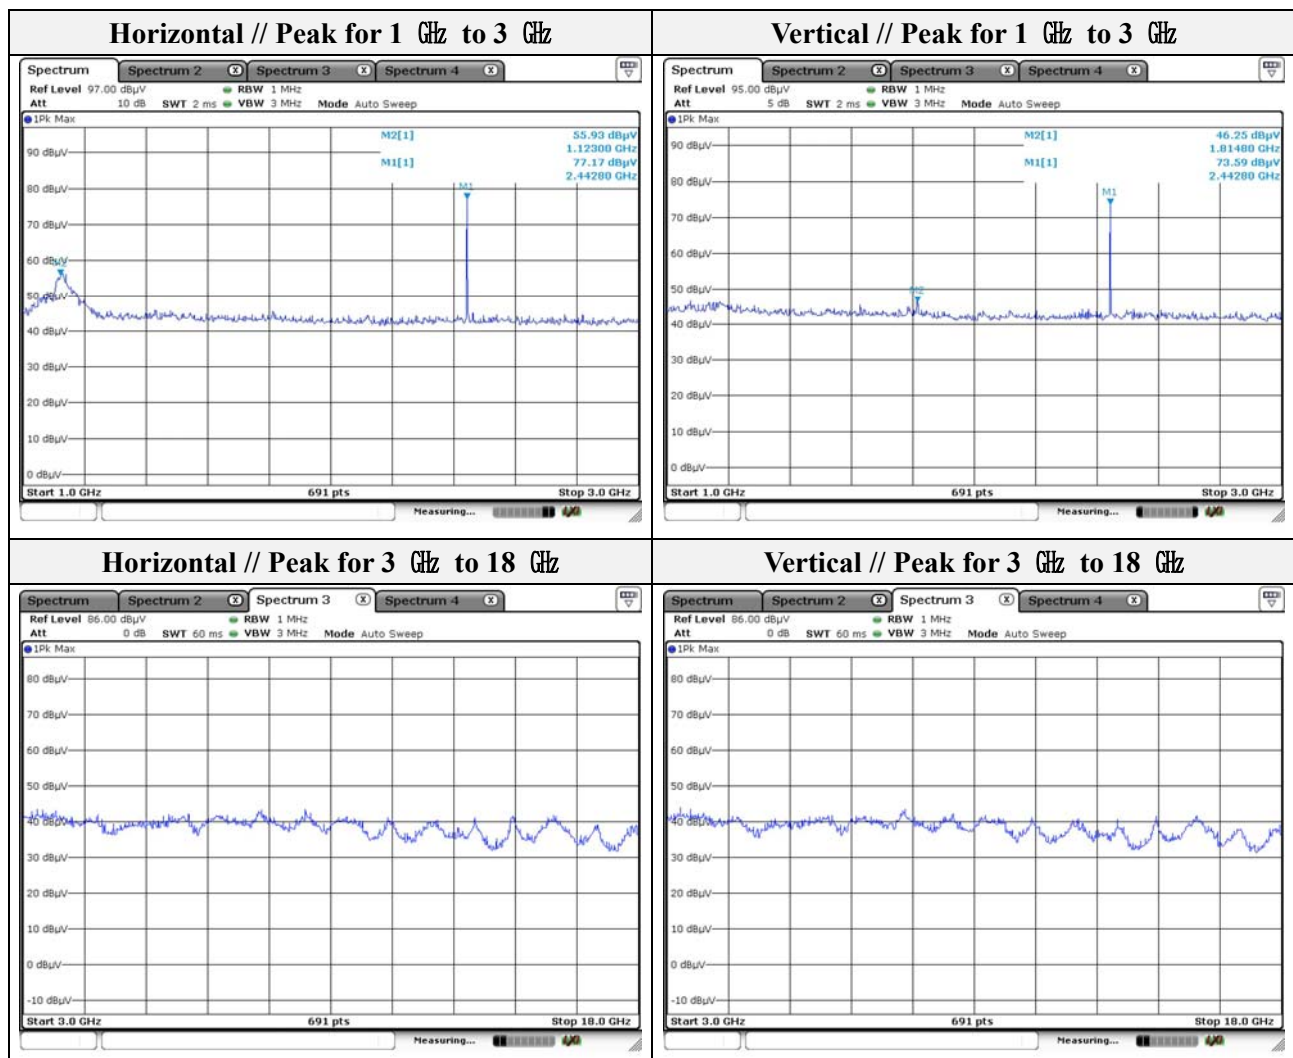 Horizontal // Peak for 1 ㎓ to 3 ㎓
Vertical // Peak for 1 ㎓ to 3 ㎓
Spectrum Spectrum 2 X Spectrum 3 X Spectrum 4 X
Ref Level 97.00 dBµV RBW 1 MHz
Att 10 dB SWT 2 ms VBW 3 MHz Mode Auto Sweep
1Pk Max
M2[1] 55.93 dBµV
1.12300 GHz
M1[1] 77.17 dBµV
2.44280 GHz
90 dBµV
80 dBµV
M1
70 dBµV
60 dBµV
50 dBµV
40 dBµV
30 dBµV
20 dBµV
10 dBµV
0 dBµV
Start 1.0 GHz 691 pts Stop 3.0 GHz
Measuring...
Spectrum Spectrum 2 X Spectrum 3 X Spectrum 4 X
Ref Level 95.00 dBµV RBW 1 MHz
Att 5 dB SWT 2 ms VBW 3 MHz Mode Auto Sweep
1Pk Max
M2[1] 46.25 dBµV
1.81480 GHz
M1[1] 73.59 dBµV
2.44280 GHz
90 dBµV
80 dBµV
M1
70 dBµV
60 dBµV
50 dBµV
M2
40 dBµV
30 dBµV
20 dBµV
10 dBµV
0 dBµV
Start 1.0 GHz 691 pts Stop 3.0 GHz
Measuring...
Horizontal // Peak for 3 ㎓ to 18 ㎓
Vertical // Peak for 3 ㎓ to 18 ㎓
Spectrum Spectrum 2 X Spectrum 3 X Spectrum 4 X
Ref Level 86.00 dBµV RBW 1 MHz
Att 0 dB SWT 60 ms VBW 3 MHz Mode Auto Sweep
1Pk Max
80 dBµV
70 dBµV
60 dBµV
50 dBµV
40 dBµV
30 dBµV
20 dBµV
10 dBµV
0 dBµV
-10 dBµV
Start 3.0 GHz 691 pts Stop 18.0 GHz
Measuring...
Spectrum Spectrum 2 X Spectrum 3 X Spectrum 4 X
Ref Level 86.00 dBµV RBW 1 MHz
Att 0 dB SWT 60 ms VBW 3 MHz Mode Auto Sweep
1Pk Max
80 dBµV
70 dBµV
60 dBµV
50 dBµV
40 dBµV
30 dBµV
20 dBµV
10 dBµV
0 dBµV
-10 dBµV
Start 3.0 GHz 691 pts Stop 18.0 GHz
Measuring...